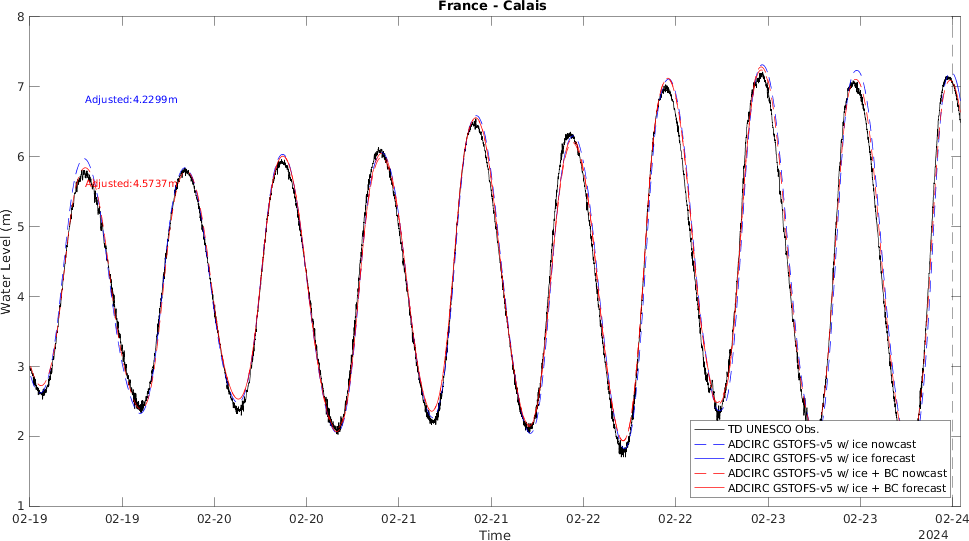 France - Calais
8
7
6
5
4
3
2
1
Water Level (m)
Adjusted:4.2299m
Adjusted:4.5737m
TD UNESCO Obs.
ADCIRC GSTOFS-v5 w/ ice nowcast
ADCIRC GSTOFS-v5 w/ ice forecast
ADCIRC GSTOFS-v5 w/ ice + BC nowcast
ADCIRC GSTOFS-v5 w/ ice + BC forecast
02-19 02-19 02-20 02-20 02-21 02-21 02-22 02-22 02-23 02-23 02-24
Time
2024